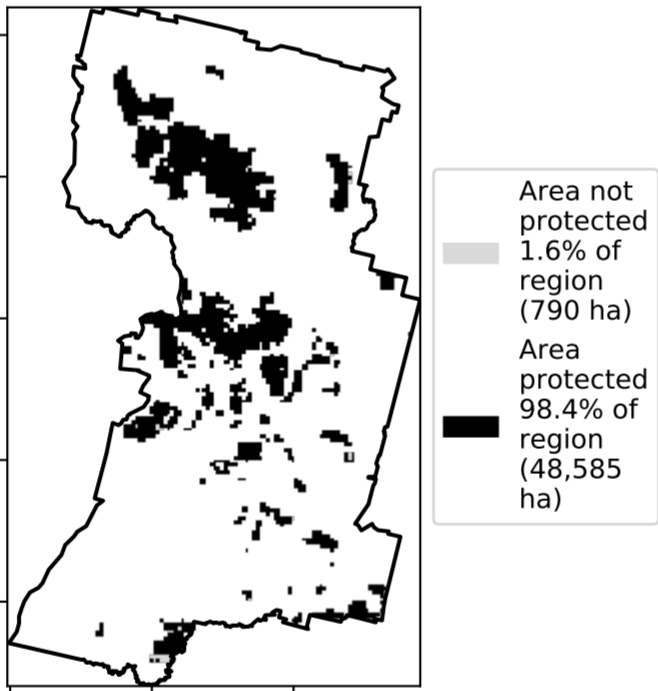 Area not
protected
1.6% of
region
(790 ha)
Area
protected
98.4% of
region
(48,585
ha)